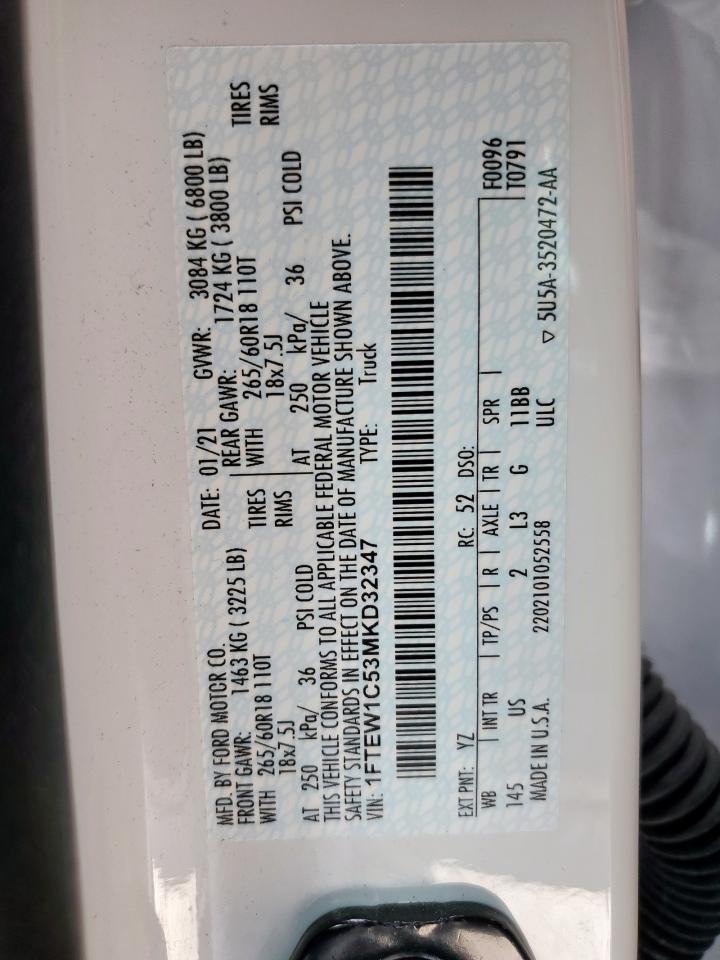 MFD. BY FORD MOTOR CO.
DATE: 01/21 GVWR: 3084 KG ( 6800 LB)
FRONT GAWR: 1463 KG ( 3225 LB) REAR GAWR: 1724 KG ( 3800 LB)
WITH 265/60R18 110T TIRES WITH 265/60R18 110T TIRES
18x7.5J RIMS 18x7.5J RIMS
AT 250 kPa/ 36 PSI COLD AT 250 kPa/ 36 PSI COLD
THIS VEHICLE CONFORMS TO ALL APPLICABLE FEDERAL MOTOR VEHICLE
SAFETY STANDARDS IN EFFECT ON THE DATE OF MANUFACTURE SHOWN ABOVE.
VIN: 1FTEW1C53MKD32347 TYPE: Truck
EXT PNT: YZ RC: 52 DSO:
WB INT TR TP/PS R AXLE TR SPR F0096
145 US 2 L3 G 11BB T0791
MADE IN U.S.A. 2202101052558 ULC ▽ 5U5A-3520472-AA